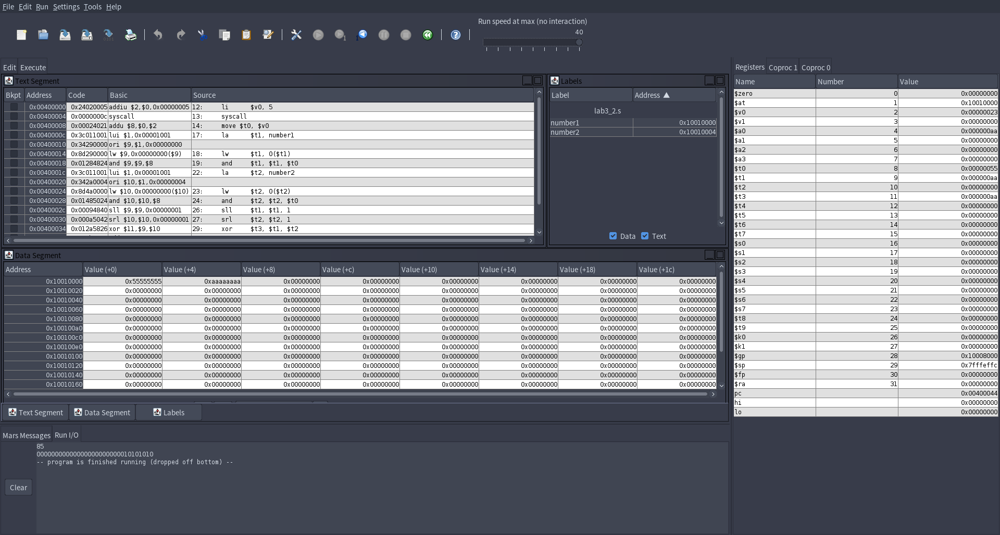 File Edit Run Settings Tools Help
Run speed at max (no interaction)
40
Edit Execute
Text Segment
Bkpt Address Code Basic Source
0x00400000 0x24020005 addiu $2,$0,0x00000005 12: li $v0, 5
0x00400004 0x0000000c syscall 13: syscall
0x00400008 0x00024021 addu $8,$0,$2 14: move $t0, $v0
0x0040000c 0x3c011001 lui $1,0x00001001 17: la $t1, number1
0x00400010 0x34290000 ori $9,$1,0x00000000
0x00400014 0x8d290000 lw $9,0x00000000($9) 18: lw $t1, 0($t1)
0x00400018 0x01284824 and $9,$9,$8 19: and $t1, $t1, $t0
0x0040001c 0x3c011001 lui $1,0x00001001 22: la $t2, number2
0x00400020 0x342a0004 ori $10,$1,0x00000004
0x00400024 0x8d4a0000 lw $10,0x00000000($10) 23: lw $t2, 0($t2)
0x00400028 0x01485024 and $10,$10,$8 24: and $t2, $t2, $t0
0x0040002c 0x00094840 sll $9,$9,0x00000001 26: sll $t1, $t1, 1
0x00400030 0x000a5042 srl $10,$10,0x00000001 27: srl $t2, $t2, 1
0x00400034 0x012a5826 xor $11,$9,$10 29: xor $t3, $t1, $t2
Labels
Label Address ▲
lab3_2.s
number1 0x10010000
number2 0x10010004
Data Text
Data Segment
Address Value (+0) Value (+4) Value (+8) Value (+c) Value (+10) Value (+14) Value (+18) Value (+1c)
0x10010000 0x55555555 0xaaaaaaaa 0x00000000 0x00000000 0x00000000 0x00000000 0x00000000 0x00000000
0x10010020 0x00000000 0x00000000 0x00000000 0x00000000 0x00000000 0x00000000 0x00000000 0x00000000
0x10010040 0x00000000 0x00000000 0x00000000 0x00000000 0x00000000 0x00000000 0x00000000 0x00000000
0x10010060 0x00000000 0x00000000 0x00000000 0x00000000 0x00000000 0x00000000 0x00000000 0x00000000
0x10010080 0x00000000 0x00000000 0x00000000 0x00000000 0x00000000 0x00000000 0x00000000 0x00000000
0x100100a0 0x00000000 0x00000000 0x00000000 0x00000000 0x00000000 0x00000000 0x00000000 0x00000000
0x100100c0 0x00000000 0x00000000 0x00000000 0x00000000 0x00000000 0x00000000 0x00000000 0x00000000
0x100100e0 0x00000000 0x00000000 0x00000000 0x00000000 0x00000000 0x00000000 0x00000000 0x00000000
0x10010100 0x00000000 0x00000000 0x00000000 0x00000000 0x00000000 0x00000000 0x00000000 0x00000000
0x10010120 0x00000000 0x00000000 0x00000000 0x00000000 0x00000000 0x00000000 0x00000000 0x00000000
0x10010140 0x00000000 0x00000000 0x00000000 0x00000000 0x00000000 0x00000000 0x00000000 0x00000000
0x10010160 0x00000000 0x00000000 0x00000000 0x00000000 0x00000000 0x00000000 0x00000000 0x00000000
Text Segment Data Segment Labels
Mars Messages Run I/O
85
00000000000000000000000010101010
-- program is finished running (dropped off bottom) --
Clear
Registers Coproc 1 Coproc 0
Name Number Value
$zero 0 0x00000000
$at 1 0x10010000
$v0 2 0x00000023
$v1 3 0x00000000
$a0 4 0x000000aa
$a1 5 0x00000000
$a2 6 0x00000000
$a3 7 0x00000000
$t0 8 0x00000055
$t1 9 0x000000aa
$t2 10 0x00000000
$t3 11 0x000000aa
$t4 12 0x00000000
$t5 13 0x00000000
$t6 14 0x00000000
$t7 15 0x00000000
$s0 16 0x00000000
$s1 17 0x00000000
$s2 18 0x00000000
$s3 19 0x00000000
$s4 20 0x00000000
$s5 21 0x00000000
$s6 22 0x00000000
$s7 23 0x00000000
$t8 24 0x00000000
$t9 25 0x00000000
$k0 26 0x00000000
$k1 27 0x00000000
$gp 28 0x10008000
$sp 29 0x7fffeffc
$fp 30 0x00000000
$ra 31 0x00000000
pc 0x00400044
hi 0x00000000
lo 0x00000000